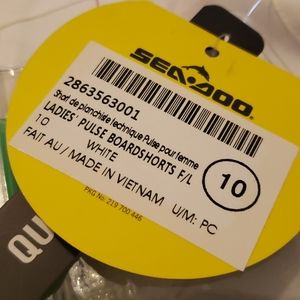 SEA-DOO
2863563001
Short de planchiste technique Pulse pour femme
LADIES' PULSE BOARDSHORTS F/L
10 WHITE
10
FAIT AU / MADE IN VIETNAM U/M: PC
PKG No. 219 700 446
QU